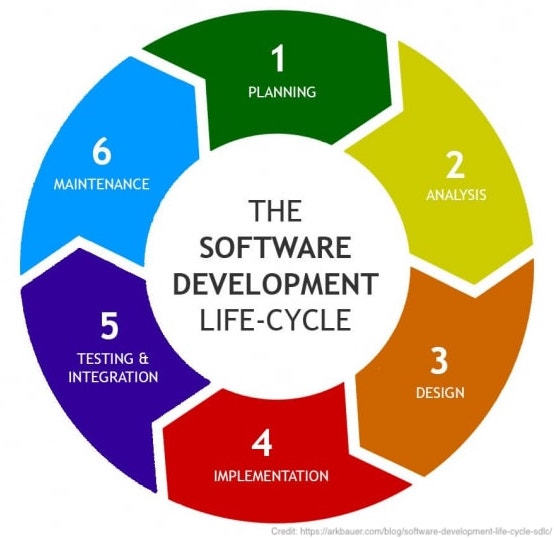 1
PLANNING
2
ANALYSIS
3
DESIGN
4
IMPLEMENTATION
5
TESTING &
INTEGRATION
6
MAINTENANCE
THE
SOFTWARE
DEVELOPMENT
LIFE-CYCLE
Credit: https://arkbauer.com/blog/software-development-life-cycle-sdlc/